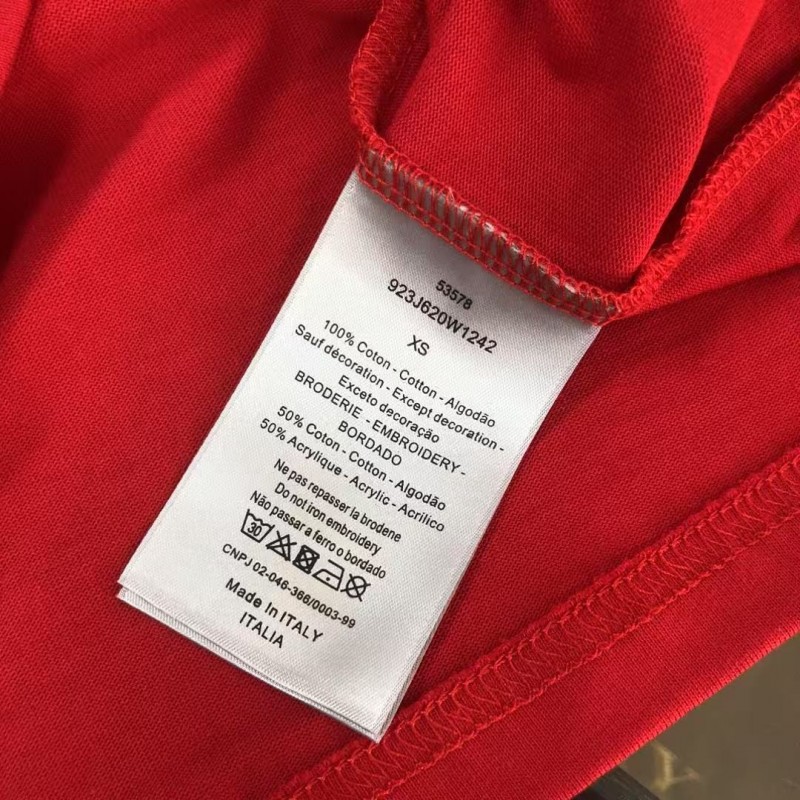 53578
923J620W1242
XS
100% Coton - Cotton - Algodão
Sauf décoration - Except decoration -
Exceto decoração
BRODERIE - EMBROIDERY -
BORDADO
50% Coton - Cotton - Algodão
50% Acrylique - Acrylic - Acrilico
Ne pas repasser la brodene
Do not iron embroidery
Não passar a ferro o bordado
30
CNPJ 02-046-366/0003-99
Made In ITALY
ITALIA